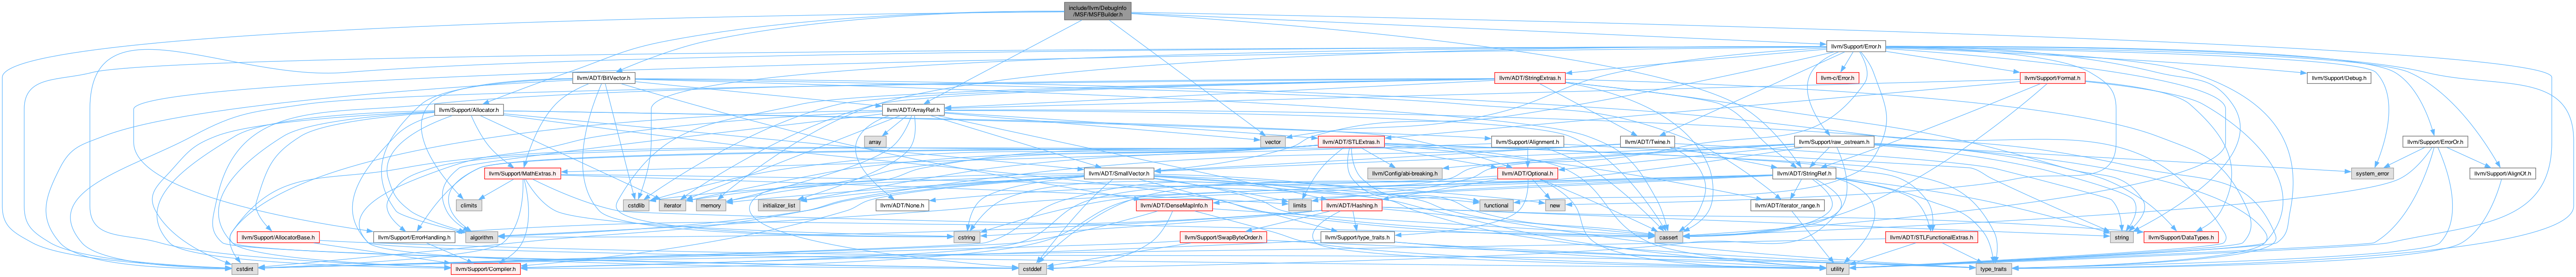 include/llvm/DebugInfo
/MSF/MSFBuilder.h
llvm/Support/Error.h
llvm/ADT/BitVector.h
llvm/ADT/StringExtras.h
llvm-c/Error.h
llvm/Support/Format.h
llvm/Support/Debug.h
llvm/Support/Allocator.h
llvm/ADT/ArrayRef.h
array
vector
llvm/ADT/STLExtras.h
llvm/Support/Alignment.h
llvm/ADT/Twine.h
llvm/Support/raw_ostream.h
llvm/Support/ErrorOr.h
llvm/Support/MathExtras.h
llvm/ADT/SmallVector.h
llvm/Config/abi-breaking.h
llvm/ADT/Optional.h
llvm/ADT/StringRef.h
system_error
llvm/Support/AlignOf.h
climits
cstdlib
iterator
memory
initializer_list
llvm/ADT/None.h
llvm/ADT/DenseMapInfo.h
limits
llvm/ADT/Hashing.h
functional
new
llvm/ADT/iterator_range.h
llvm/Support/AllocatorBase.h
llvm/Support/ErrorHandling.h
algorithm
cstring
llvm/Support/SwapByteOrder.h
llvm/Support/type_traits.h
cassert
llvm/ADT/STLFunctionalExtras.h
string
llvm/Support/DataTypes.h
cstdint
llvm/Support/Compiler.h
cstddef
utility
type_traits